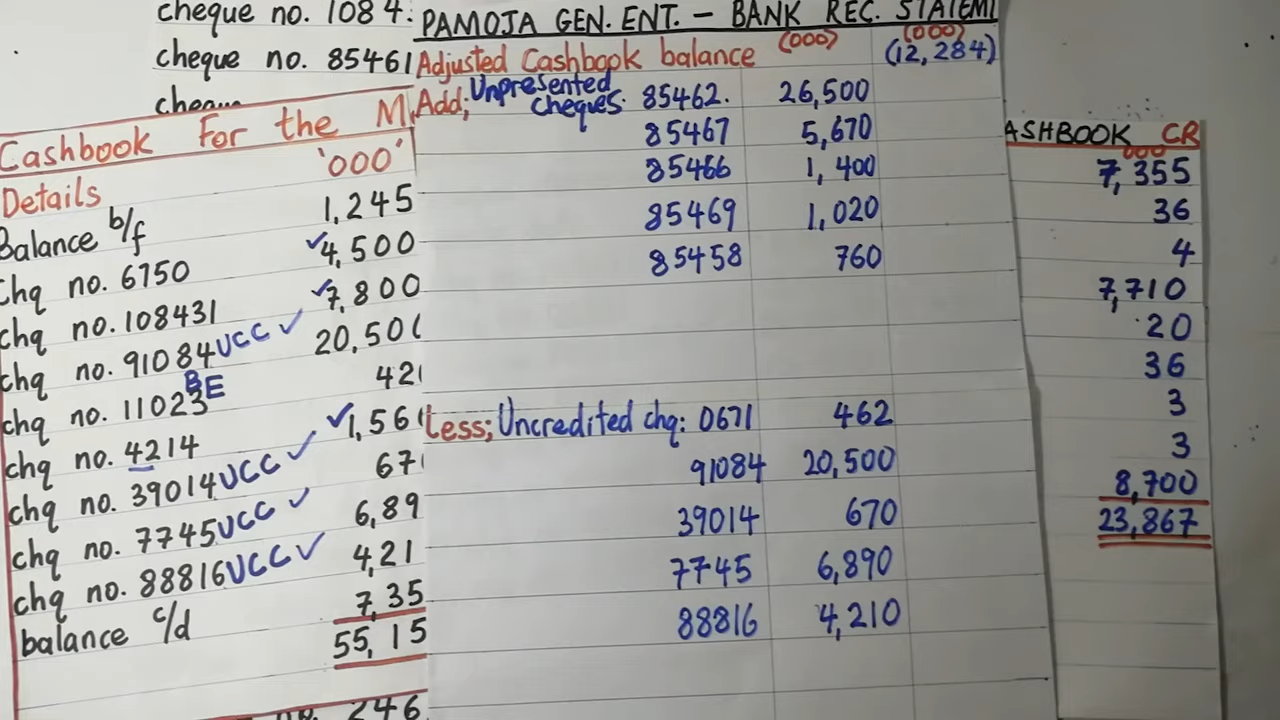 cheque no. 1084
cheque no. 85461
Cashbook For the M
'000'
Details
Balance b/f 1,245
Chq no. 6750 ✓4,500
chq no. 108431 ✓7,800
chq no. 91084 UCC ✓ 20,50
chq no. 11023 BE 42
chq no. 4214 ✓1,56
chq no. 39014 UCC ✓ 67
chq no. 7745 UCC ✓ 6,89
chq no. 88816 UCC ✓ 4,21
balance c/d 7,35
55,15
246
PAMOJA GEN. ENT. – BANK REC. STATEM
(000) (000)
Adjusted Cashbook balance (12,284)
Add; Unpresented cheques: 85462. 26,500
85467 5,670
85466 1,400
85469 1,020
85458 760
Less; Uncredited chq: 0671 462
91084 20,500
39014 670
7745 6,890
88816 4,210
ASHBOOK CR
000
7,355
36
4
7,710
20
36
3
3
8,700
23,867